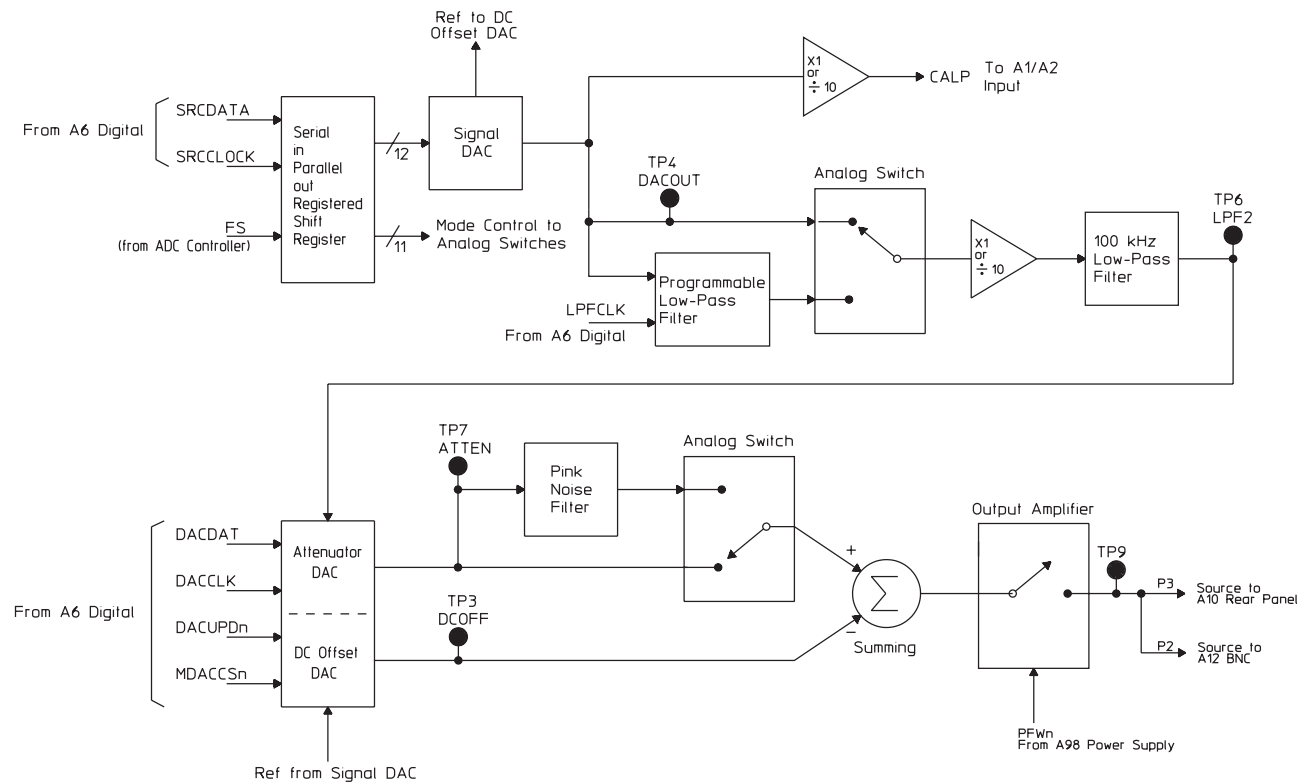 Ref to DC
Offset DAC
X1
or
÷ 10
CALP
To A1/A2
Input
From A6 Digital
SRCDATA
SRCCLOCK
FS
(from ADC Controller)
Serial
in
Parallel
out
Registered
Shift
Register
12
11
Signal
DAC
Mode Control to
Analog Switches
TP4
DACOUT
Analog Switch
Programmable
Low-Pass
Filter
LPFCLK
From A6 Digital
X1
or
÷ 10
100 kHz
Low-Pass
Filter
TP6
LPF2
TP7
ATTEN
Pink
Noise
Filter
Analog Switch
From A6 Digital
DACDAT
DACCLK
DACUPDn
MDACCSn
Attenuator
DAC
DC Offset
DAC
TP3
DCOFF
+
Σ
−
Summing
Output Amplifier
TP9
P3
Source to
A10 Rear Panel
P2
Source to
A12 BNC
PFWn
From A98 Power Supply
Ref from Signal DAC